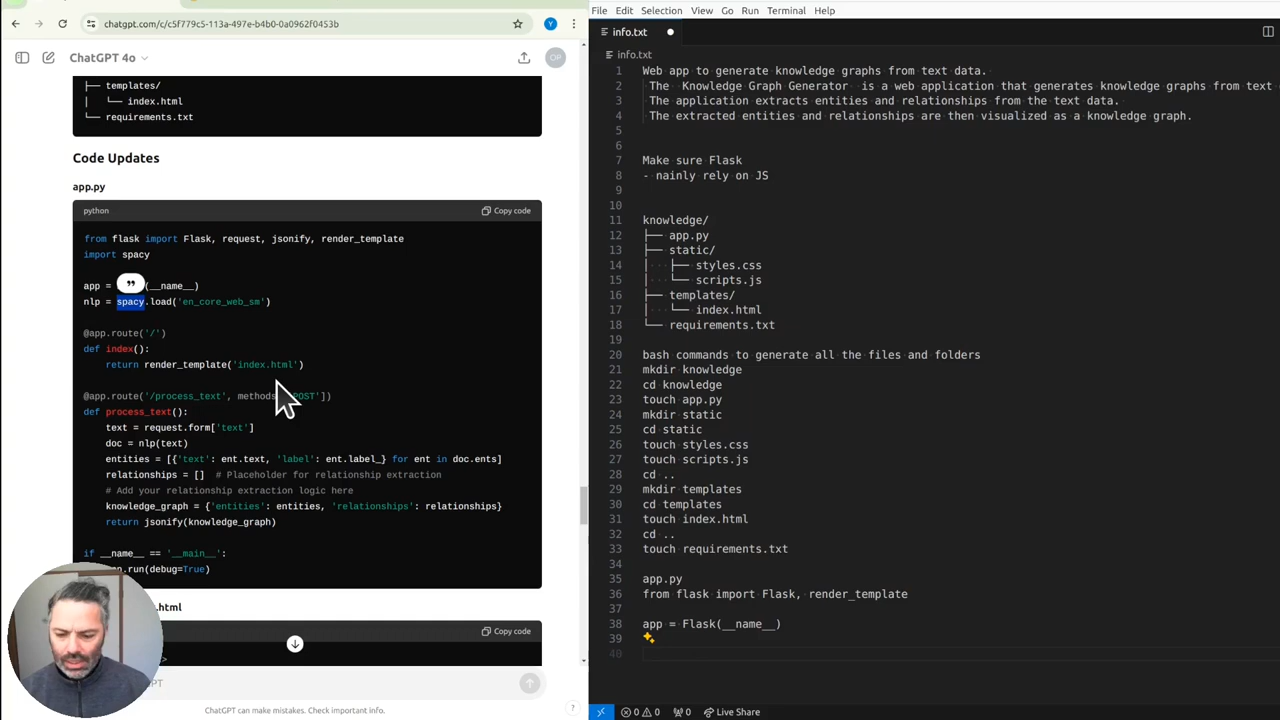 chatgpt.com/c/c5f779c5-113a-497e-b4b0-0a0962f0453b
Y
ChatGPT 4o
OP
├── templates/
│   └── index.html
└── requirements.txt
Code Updates
app.py
python
Copy code
from flask import Flask, request, jsonify, render_template
import spacy
app = (__name__)
nlp = spacy.load('en_core_web_sm')
@app.route('/')
def index():
return render_template('index.html')
@app.route('/process_text', methods POST'])
def process_text():
text = request.form['text']
doc = nlp(text)
entities = [{'text': ent.text, 'label': ent.label_} for ent in doc.ents]
relationships = []  # Placeholder for relationship extraction
# Add your relationship extraction logic here
knowledge_graph = {'entities': entities, 'relationships': relationships}
return jsonify(knowledge_graph)
if __name__ == '__main__':
.run(debug=True)
.html
Copy code
>
GPT
ChatGPT can make mistakes. Check important info.
?
File Edit Selection View Go Run Terminal Help
info.txt
info.txt
1 Web app to generate knowledge graphs from text data.
2 The Knowledge Graph Generator is a web application that generates knowledge graphs from text
3 The application extracts entities and relationships from the text data.
4 The extracted entities and relationships are then visualized as a knowledge graph.
5
6
7 Make sure Flask
8 - nainly rely on JS
9
10
11 knowledge/
12 ├── app.py
13 ├── static/
14 │   ├── styles.css
15 │   ├── scripts.js
16 ├── templates/
17 │   └── index.html
18 └── requirements.txt
19
20 bash commands to generate all the files and folders
21 mkdir knowledge
22 cd knowledge
23 touch app.py
24 mkdir static
25 cd static
26 touch styles.css
27 touch scripts.js
28 cd ..
29 mkdir templates
30 cd templates
31 touch index.html
32 cd ..
33 touch requirements.txt
34
35 app.py
36 from flask import Flask, render_template
37
38 app = Flask(__name__)
39
40
0 0 0 Live Share